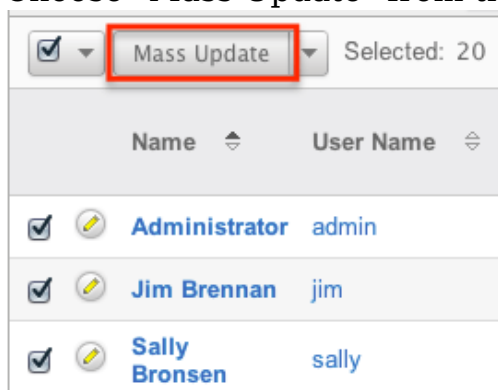 Mass Update Selected: 20
Name User Name
Administrator admin
Jim Brennan jim
Sally
Bronsen sally